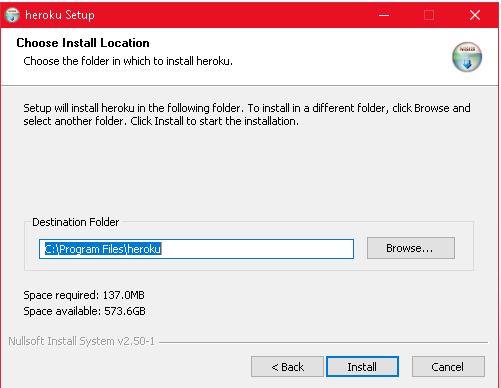 heroku Setup
Choose Install Location
Choose the folder in which to install heroku.
Setup will install heroku in the following folder. To install in a different folder, click Browse and
select another folder. Click Install to start the installation.
Destination Folder
C:\Program Files\heroku
Browse...
Space required: 137.0MB
Space available: 573.6GB
Nullsoft Install System v2.50-1
< Back
Install
Cancel